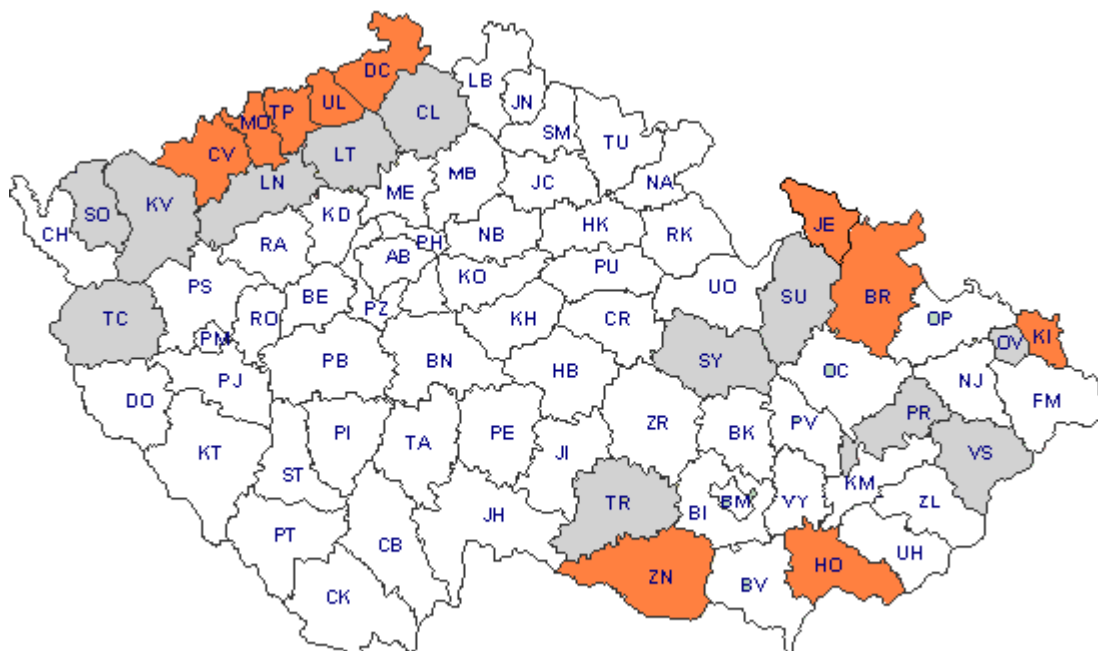 DC
LB
UL
TP
JN
CL
MO
SM
TU
CV
LT
MB
LN
JC
NA
ME
SO
KV
KD
JE
CH
RA
PH
NB
HK
RK
AB
KO
PU
PS
BE
UO
SU
BR
TC
RO
PZ
KH
CR
OP
PM
OV
KI
PB
BN
SY
HB
OC
PJ
NJ
DO
FM
PR
KT
PI
TA
PE
ZR
BK
PV
ST
JI
VS
KM
TR
BM
VY
ZL
PT
JH
BI
CB
UH
HO
ZN
BV
CK